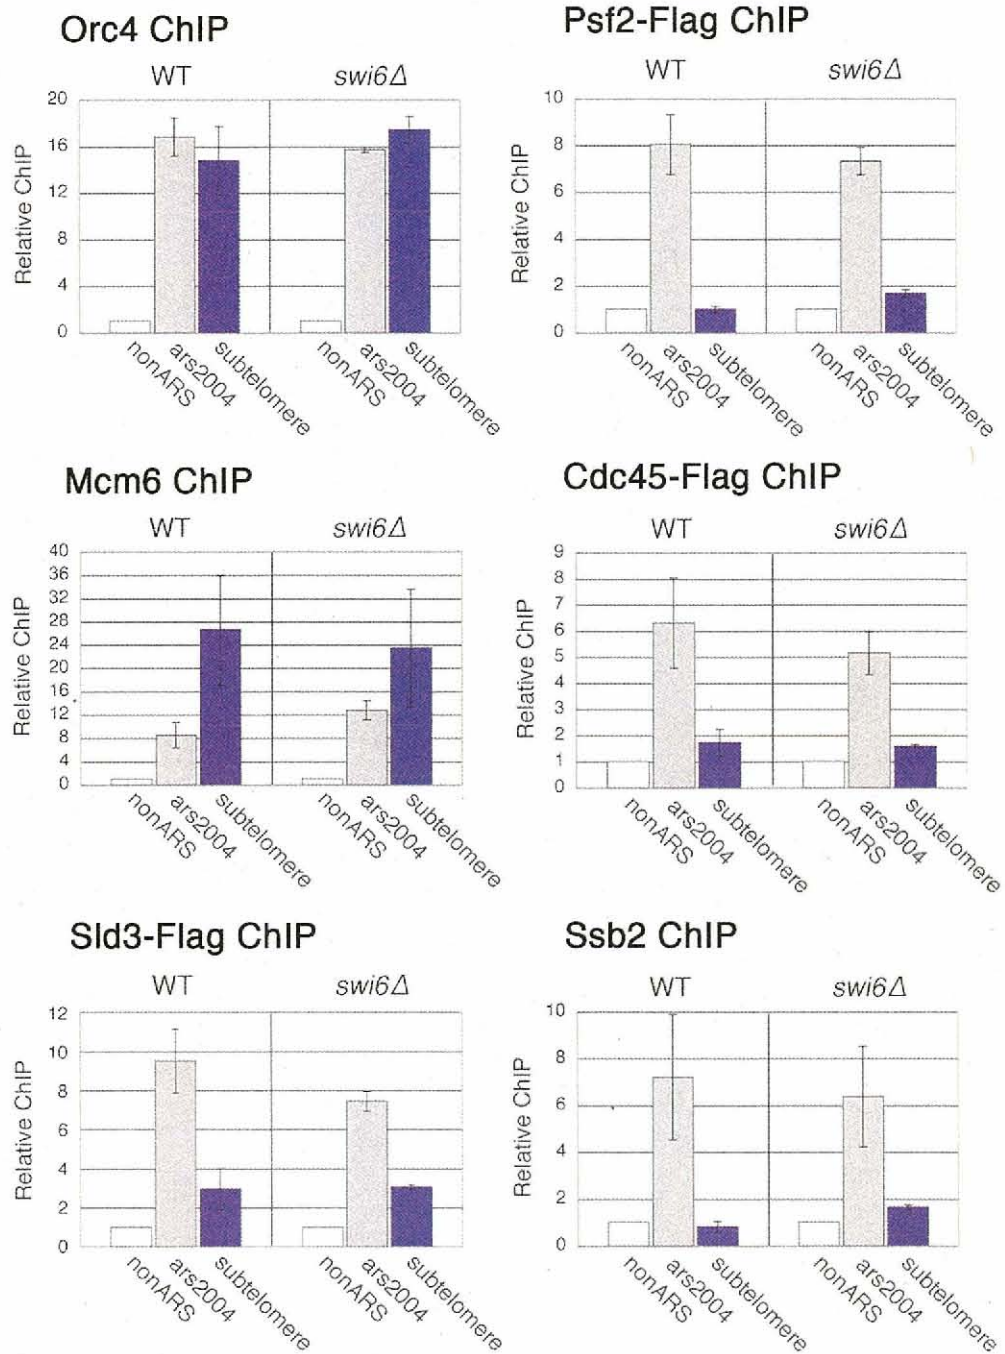 Orc4 ChIP
WT swi6Δ
Relative ChIP
20
16
12
8
4
0
nonARS
ars2004
subtelomere
nonARS
ars2004
subtelomere
Psf2-Flag ChIP
WT swi6Δ
Relative ChIP
10
8
6
4
2
0
nonARS
ars2004
subtelomere
nonARS
ars2004
subtelomere
Mcm6 ChIP
WT swi6Δ
Relative ChIP
40
36
32
28
24
20
16
12
8
4
0
nonARS
ars2004
subtelomere
nonARS
ars2004
subtelomere
Cdc45-Flag ChIP
WT swi6Δ
Relative ChIP
9
8
7
6
5
4
3
2
1
0
nonARS
ars2004
subtelomere
nonARS
ars2004
subtelomere
Sld3-Flag ChIP
WT swi6Δ
Relative ChIP
12
10
8
6
4
2
0
nonARS
ars2004
subtelomere
nonARS
ars2004
subtelomere
Ssb2 ChIP
WT swi6Δ
Relative ChIP
10
8
6
4
2
0
nonARS
ars2004
subtelomere
nonARS
ars2004
subtelomere